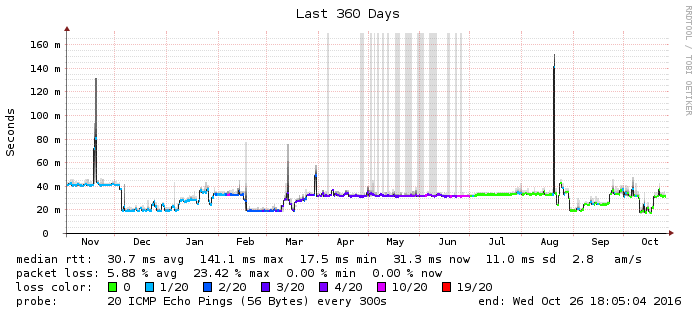 Last 360 Days
RRDTOOL / TOBI OETIKER
Seconds
160 m
140 m
120 m
100 m
80 m
60 m
40 m
20 m
0
Nov Dec Jan Feb Mar Apr May Jun Jul Aug Sep Oct
median rtt: 30.7 ms avg 141.1 ms max 17.5 ms min 31.3 ms now 11.0 ms sd 2.8 am/s
packet loss: 5.88 % avg 23.42 % max 0.00 % min 0.00 % now
loss color: 0 1/20 2/20 3/20 4/20 10/20 19/20
probe: 20 ICMP Echo Pings (56 Bytes) every 300s end: Wed Oct 26 18:05:04 2016